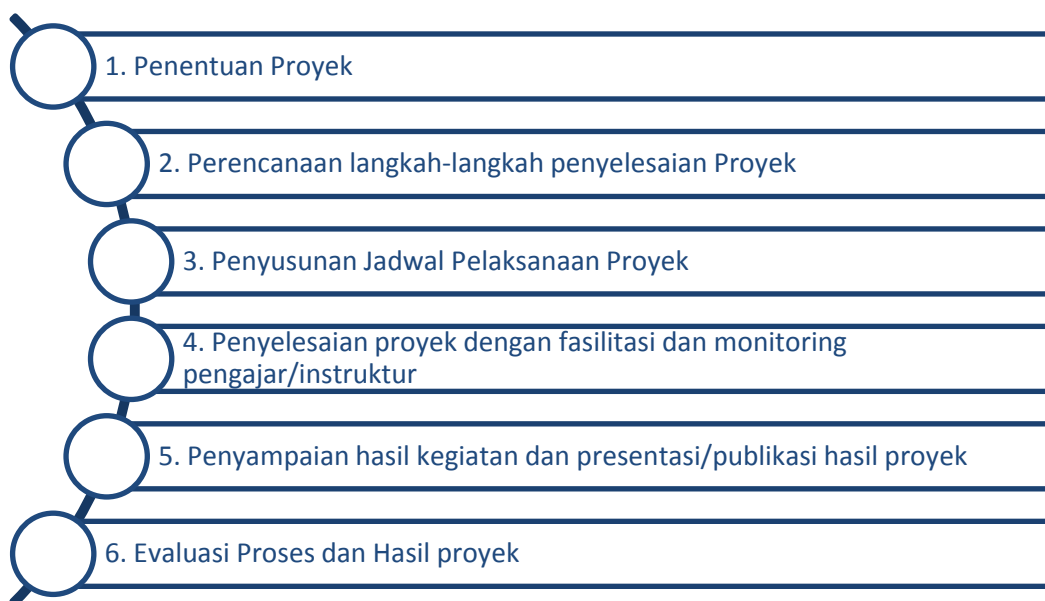 1. Penentuan Proyek
2. Perencanaan langkah-langkah penyelesaian Proyek
3. Penyusunan Jadwal Pelaksanaan Proyek
4. Penyelesaian proyek dengan fasilitasi dan monitoring
pengajar/instruktur
5. Penyampaian hasil kegiatan dan presentasi/publikasi hasil proyek
6. Evaluasi Proses dan Hasil proyek